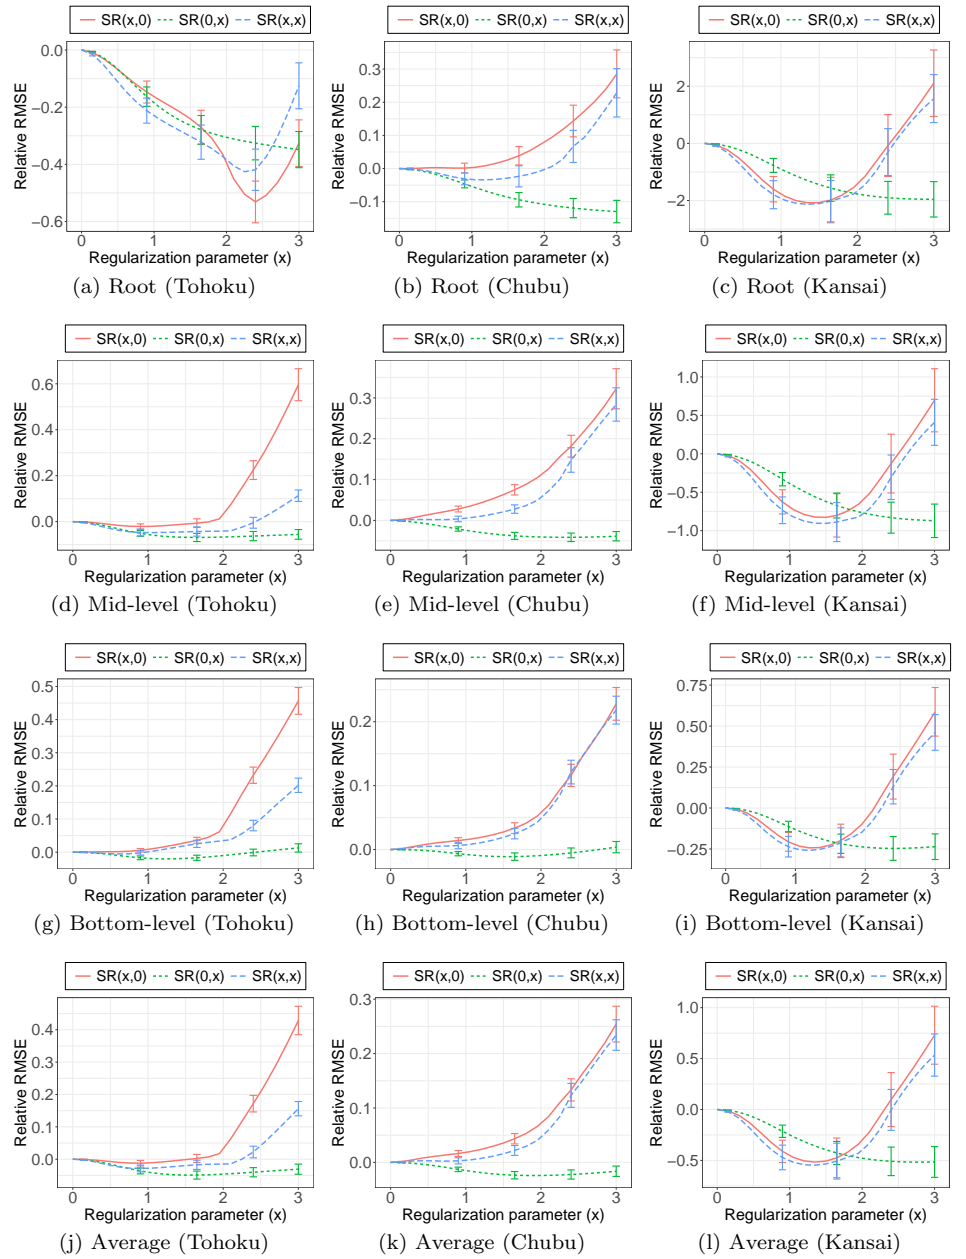 SR(x,0) SR(0,x) SR(x,x)
SR(x,0) SR(0,x) SR(x,x)
SR(x,0) SR(0,x) SR(x,x)
Relative RMSE
0.0
−0.2
−0.4
−0.6
0 1 2 3
Regularization parameter (x)
(a) Root (Tohoku)
Relative RMSE
0.3
0.2
0.1
0.0
−0.1
0 1 2 3
Regularization parameter (x)
(b) Root (Chubu)
Relative RMSE
2
0
−2
0 1 2 3
Regularization parameter (x)
(c) Root (Kansai)
SR(x,0) SR(0,x) SR(x,x)
SR(x,0) SR(0,x) SR(x,x)
SR(x,0) SR(0,x) SR(x,x)
Relative RMSE
0.6
0.4
0.2
0.0
0 1 2 3
Regularization parameter (x)
(d) Mid-level (Tohoku)
Relative RMSE
0.3
0.2
0.1
0.0
0 1 2 3
Regularization parameter (x)
(e) Mid-level (Chubu)
Relative RMSE
1.0
0.5
0.0
−0.5
−1.0
0 1 2 3
Regularization parameter (x)
(f) Mid-level (Kansai)
SR(x,0) SR(0,x) SR(x,x)
SR(x,0) SR(0,x) SR(x,x)
SR(x,0) SR(0,x) SR(x,x)
Relative RMSE
0.5
0.4
0.3
0.2
0.1
0.0
0 1 2 3
Regularization parameter (x)
(g) Bottom-level (Tohoku)
Relative RMSE
0.2
0.1
0.0
0 1 2 3
Regularization parameter (x)
(h) Bottom-level (Chubu)
Relative RMSE
0.75
0.50
0.25
0.00
−0.25
0 1 2 3
Regularization parameter (x)
(i) Bottom-level (Kansai)
SR(x,0) SR(0,x) SR(x,x)
SR(x,0) SR(0,x) SR(x,x)
SR(x,0) SR(0,x) SR(x,x)
Relative RMSE
0.4
0.3
0.2
0.1
0.0
0 1 2 3
Regularization parameter (x)
(j) Average (Tohoku)
Relative RMSE
0.3
0.2
0.1
0.0
0 1 2 3
Regularization parameter (x)
(k) Average (Chubu)
Relative RMSE
1.0
0.5
0.0
−0.5
0 1 2 3
Regularization parameter (x)
(l) Average (Kansai)